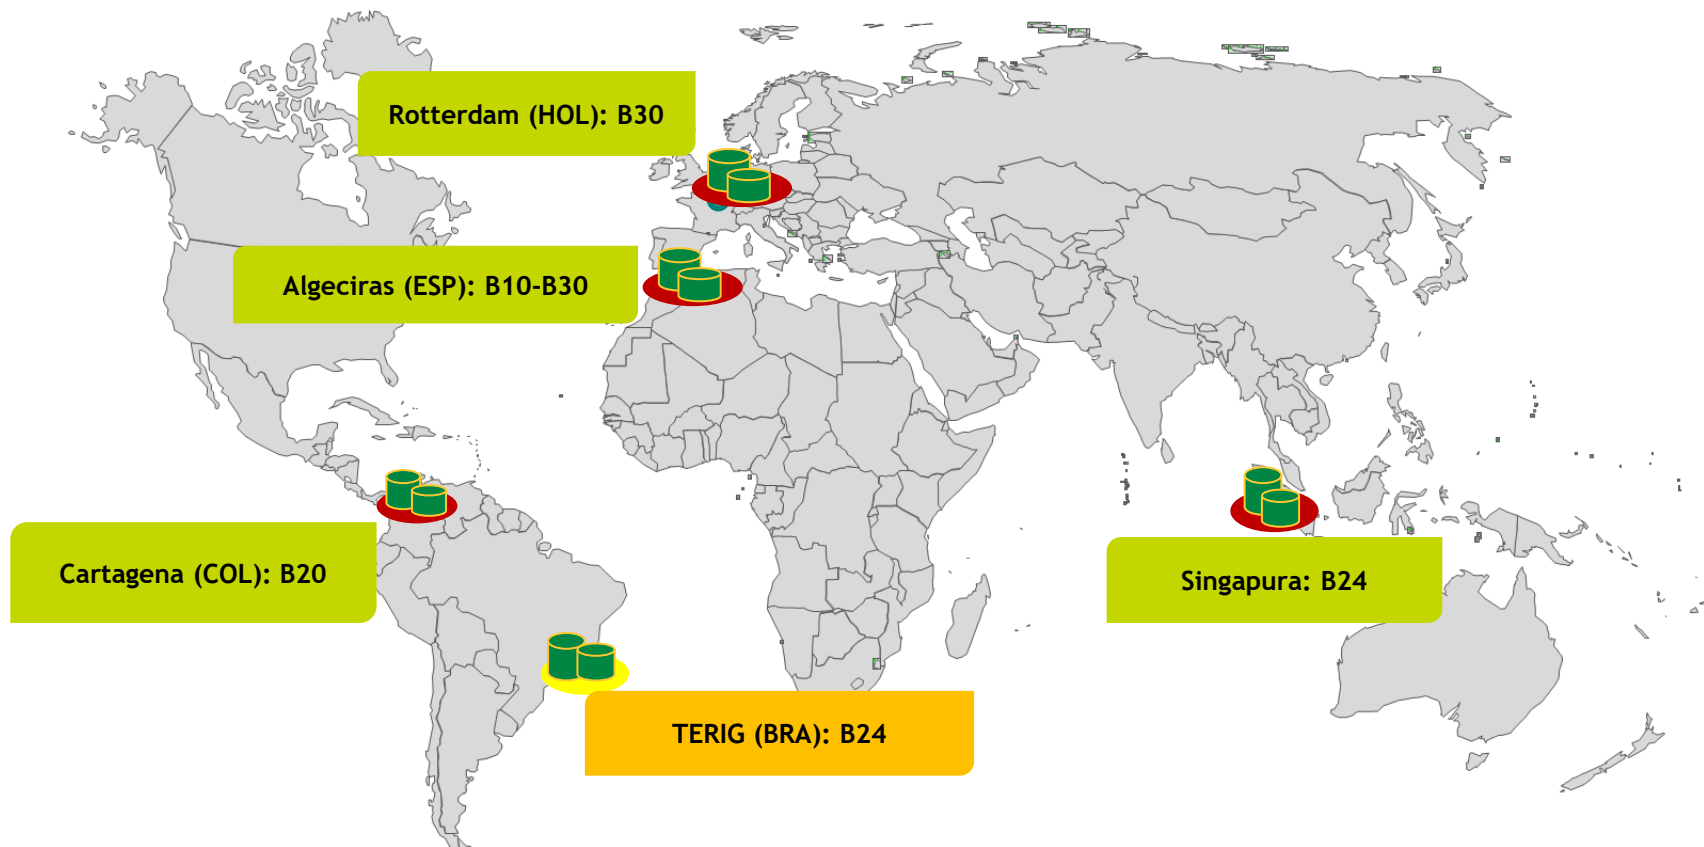 Rotterdam (HOL): B30
Algeciras (ESP): B10-B30
Cartagena (COL): B20
Singapura: B24
TERIG (BRA): B24